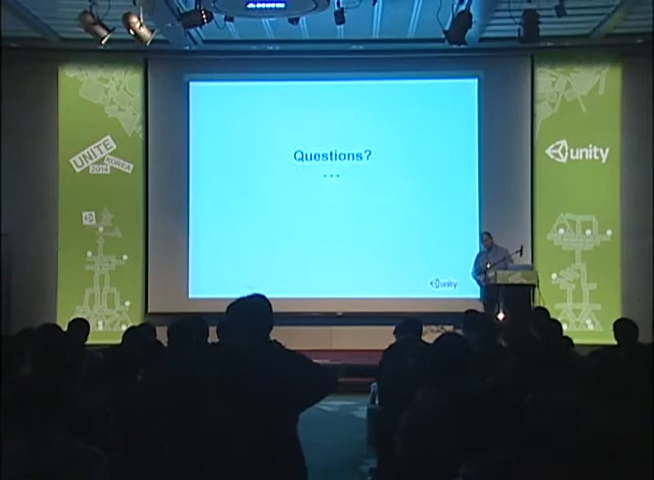 UNITE
KOREA
2014
Questions?
...
unity
unity